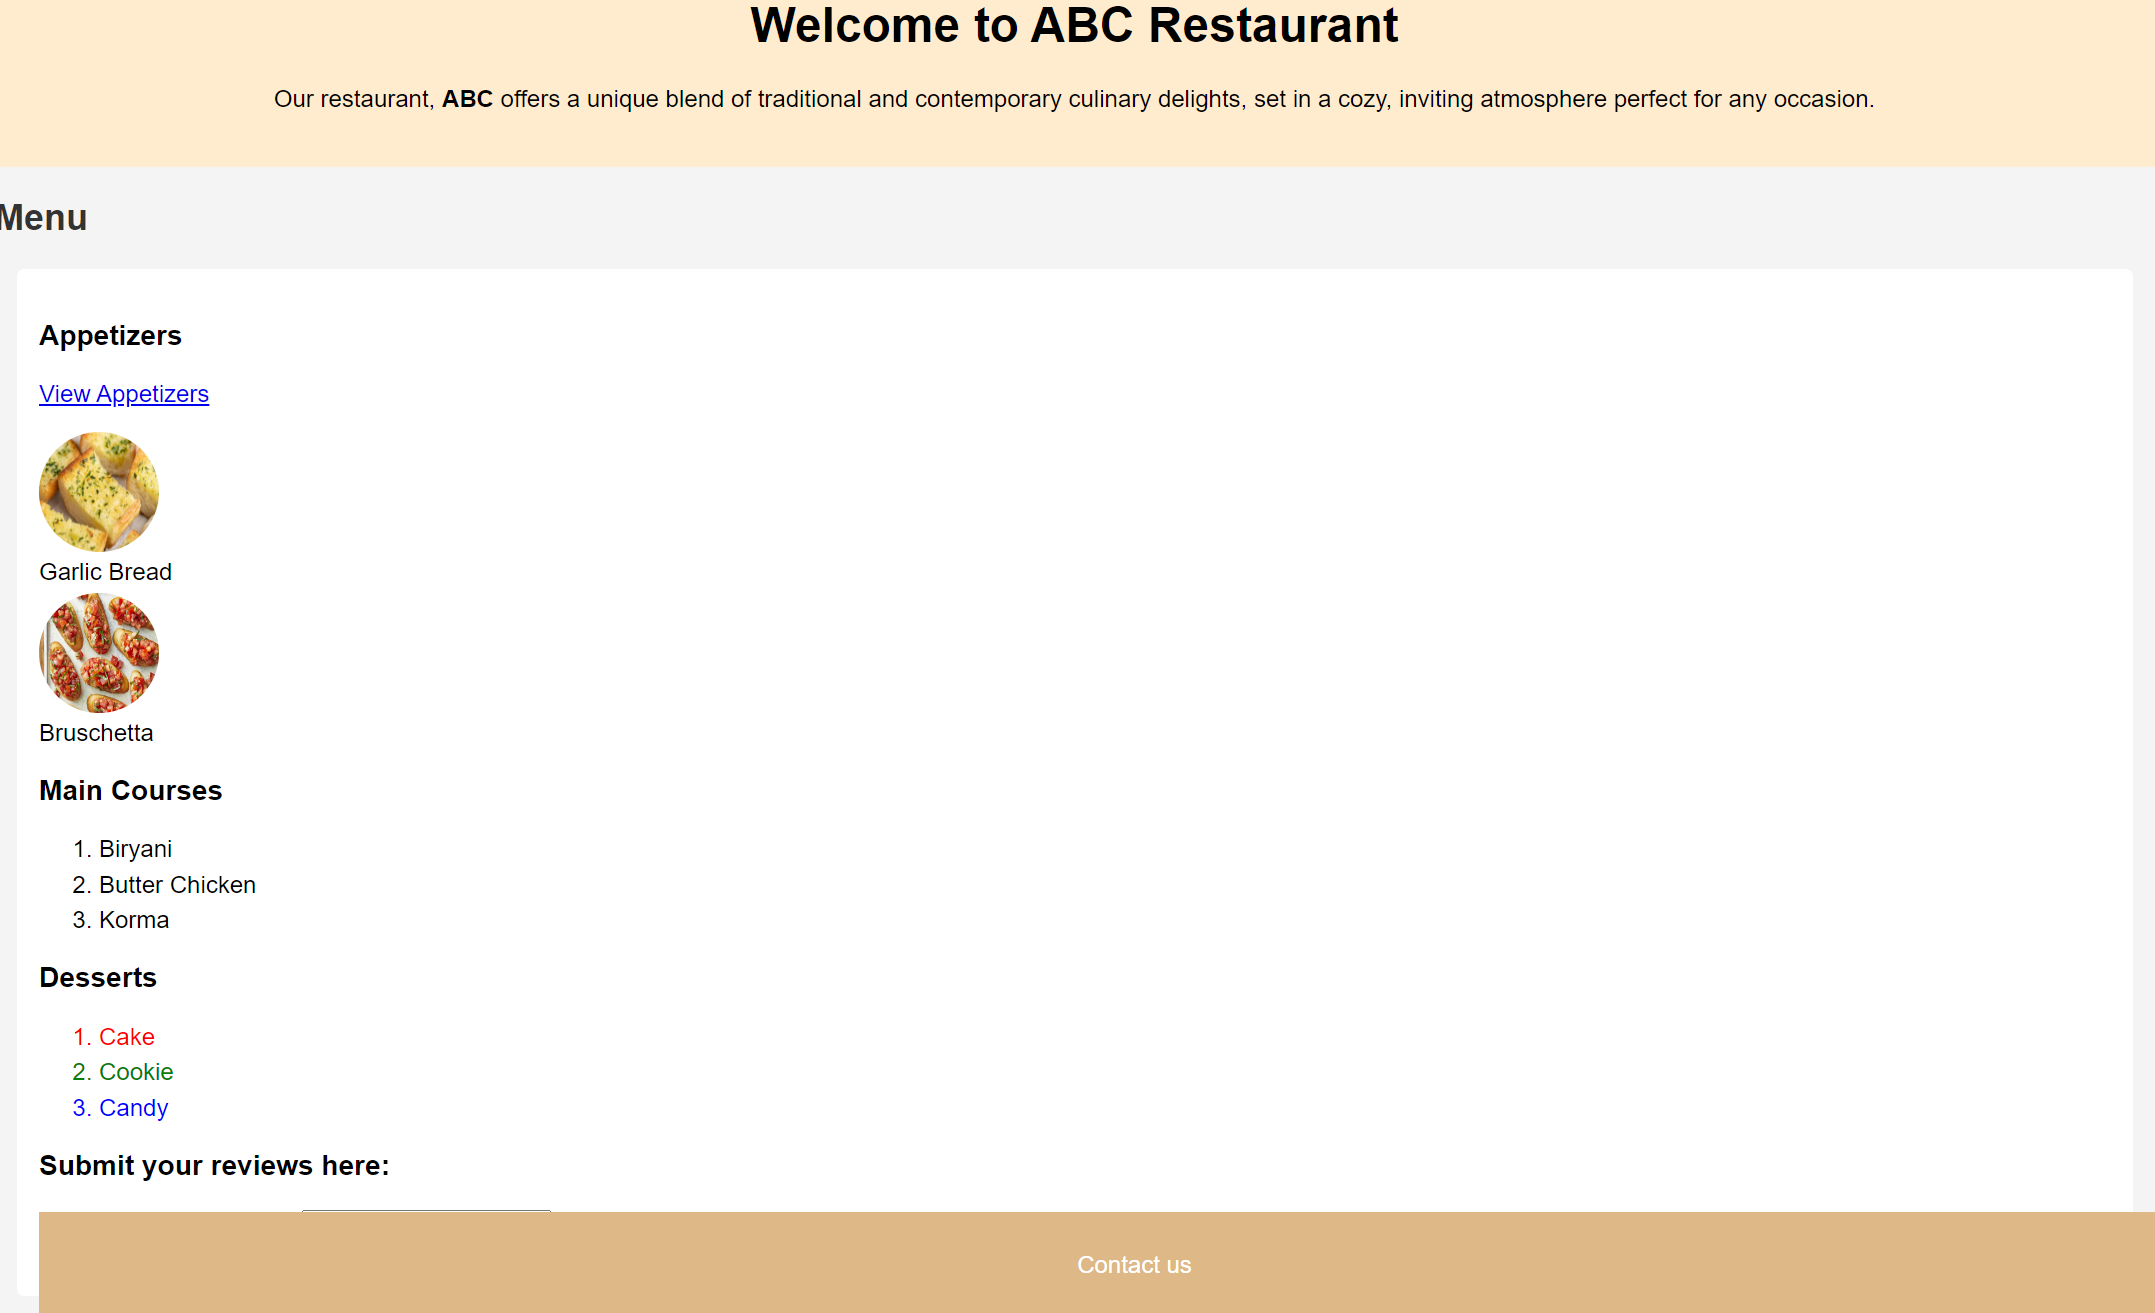 Welcome to ABC Restaurant
Our restaurant, ABC offers a unique blend of traditional and contemporary culinary delights, set in a cozy, inviting atmosphere perfect for any occasion.
Menu
Appetizers
View Appetizers
Garlic Bread
Bruschetta
Main Courses
1. Biryani
2. Butter Chicken
3. Korma
Desserts
1. Cake
2. Cookie
3. Candy
Submit your reviews here:
Contact us